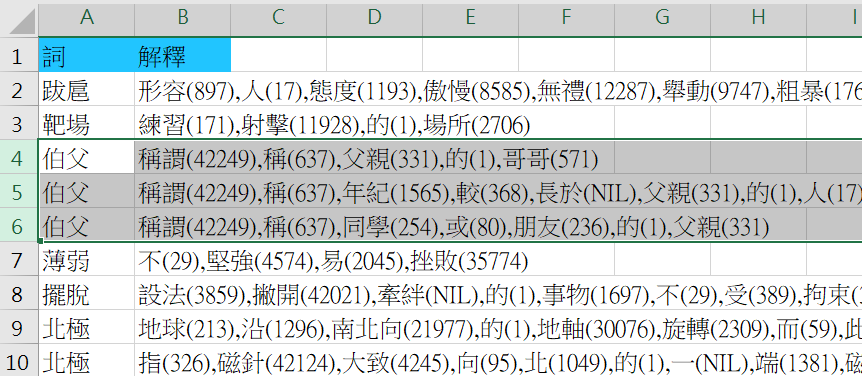 A B C D E F G H I
1 詞 解釋
2 跋扈 形容(897),人(17),態度(1193),傲慢(8585),無禮(12287),舉動(9747),粗暴(176
3 靶場 練習(171),射擊(11928),的(1),場所(2706)
4 伯父 稱謂(42249),稱(637),父親(331),的(1),哥哥(571)
5 伯父 稱謂(42249),稱(637),年紀(1565),較(368),長於(NIL),父親(331),的(1),人(17)
6 伯父 稱謂(42249),稱(637),同學(254),或(80),朋友(236),的(1),父親(331)
7 薄弱 不(29),堅強(4574),易(2045),挫敗(35774)
8 擺脫 設法(3859),撇開(42021),牽絆(NIL),的(1),事物(1697),不(29),受(389),拘束(
9 北極 地球(213),沿(1296),南北向(21977),的(1),地軸(30076),旋轉(2309),而(59),此
10 北極 指(326),磁針(42124),大致(4245),向(95),北(1049),的(1),一(NIL),端(1381),磁